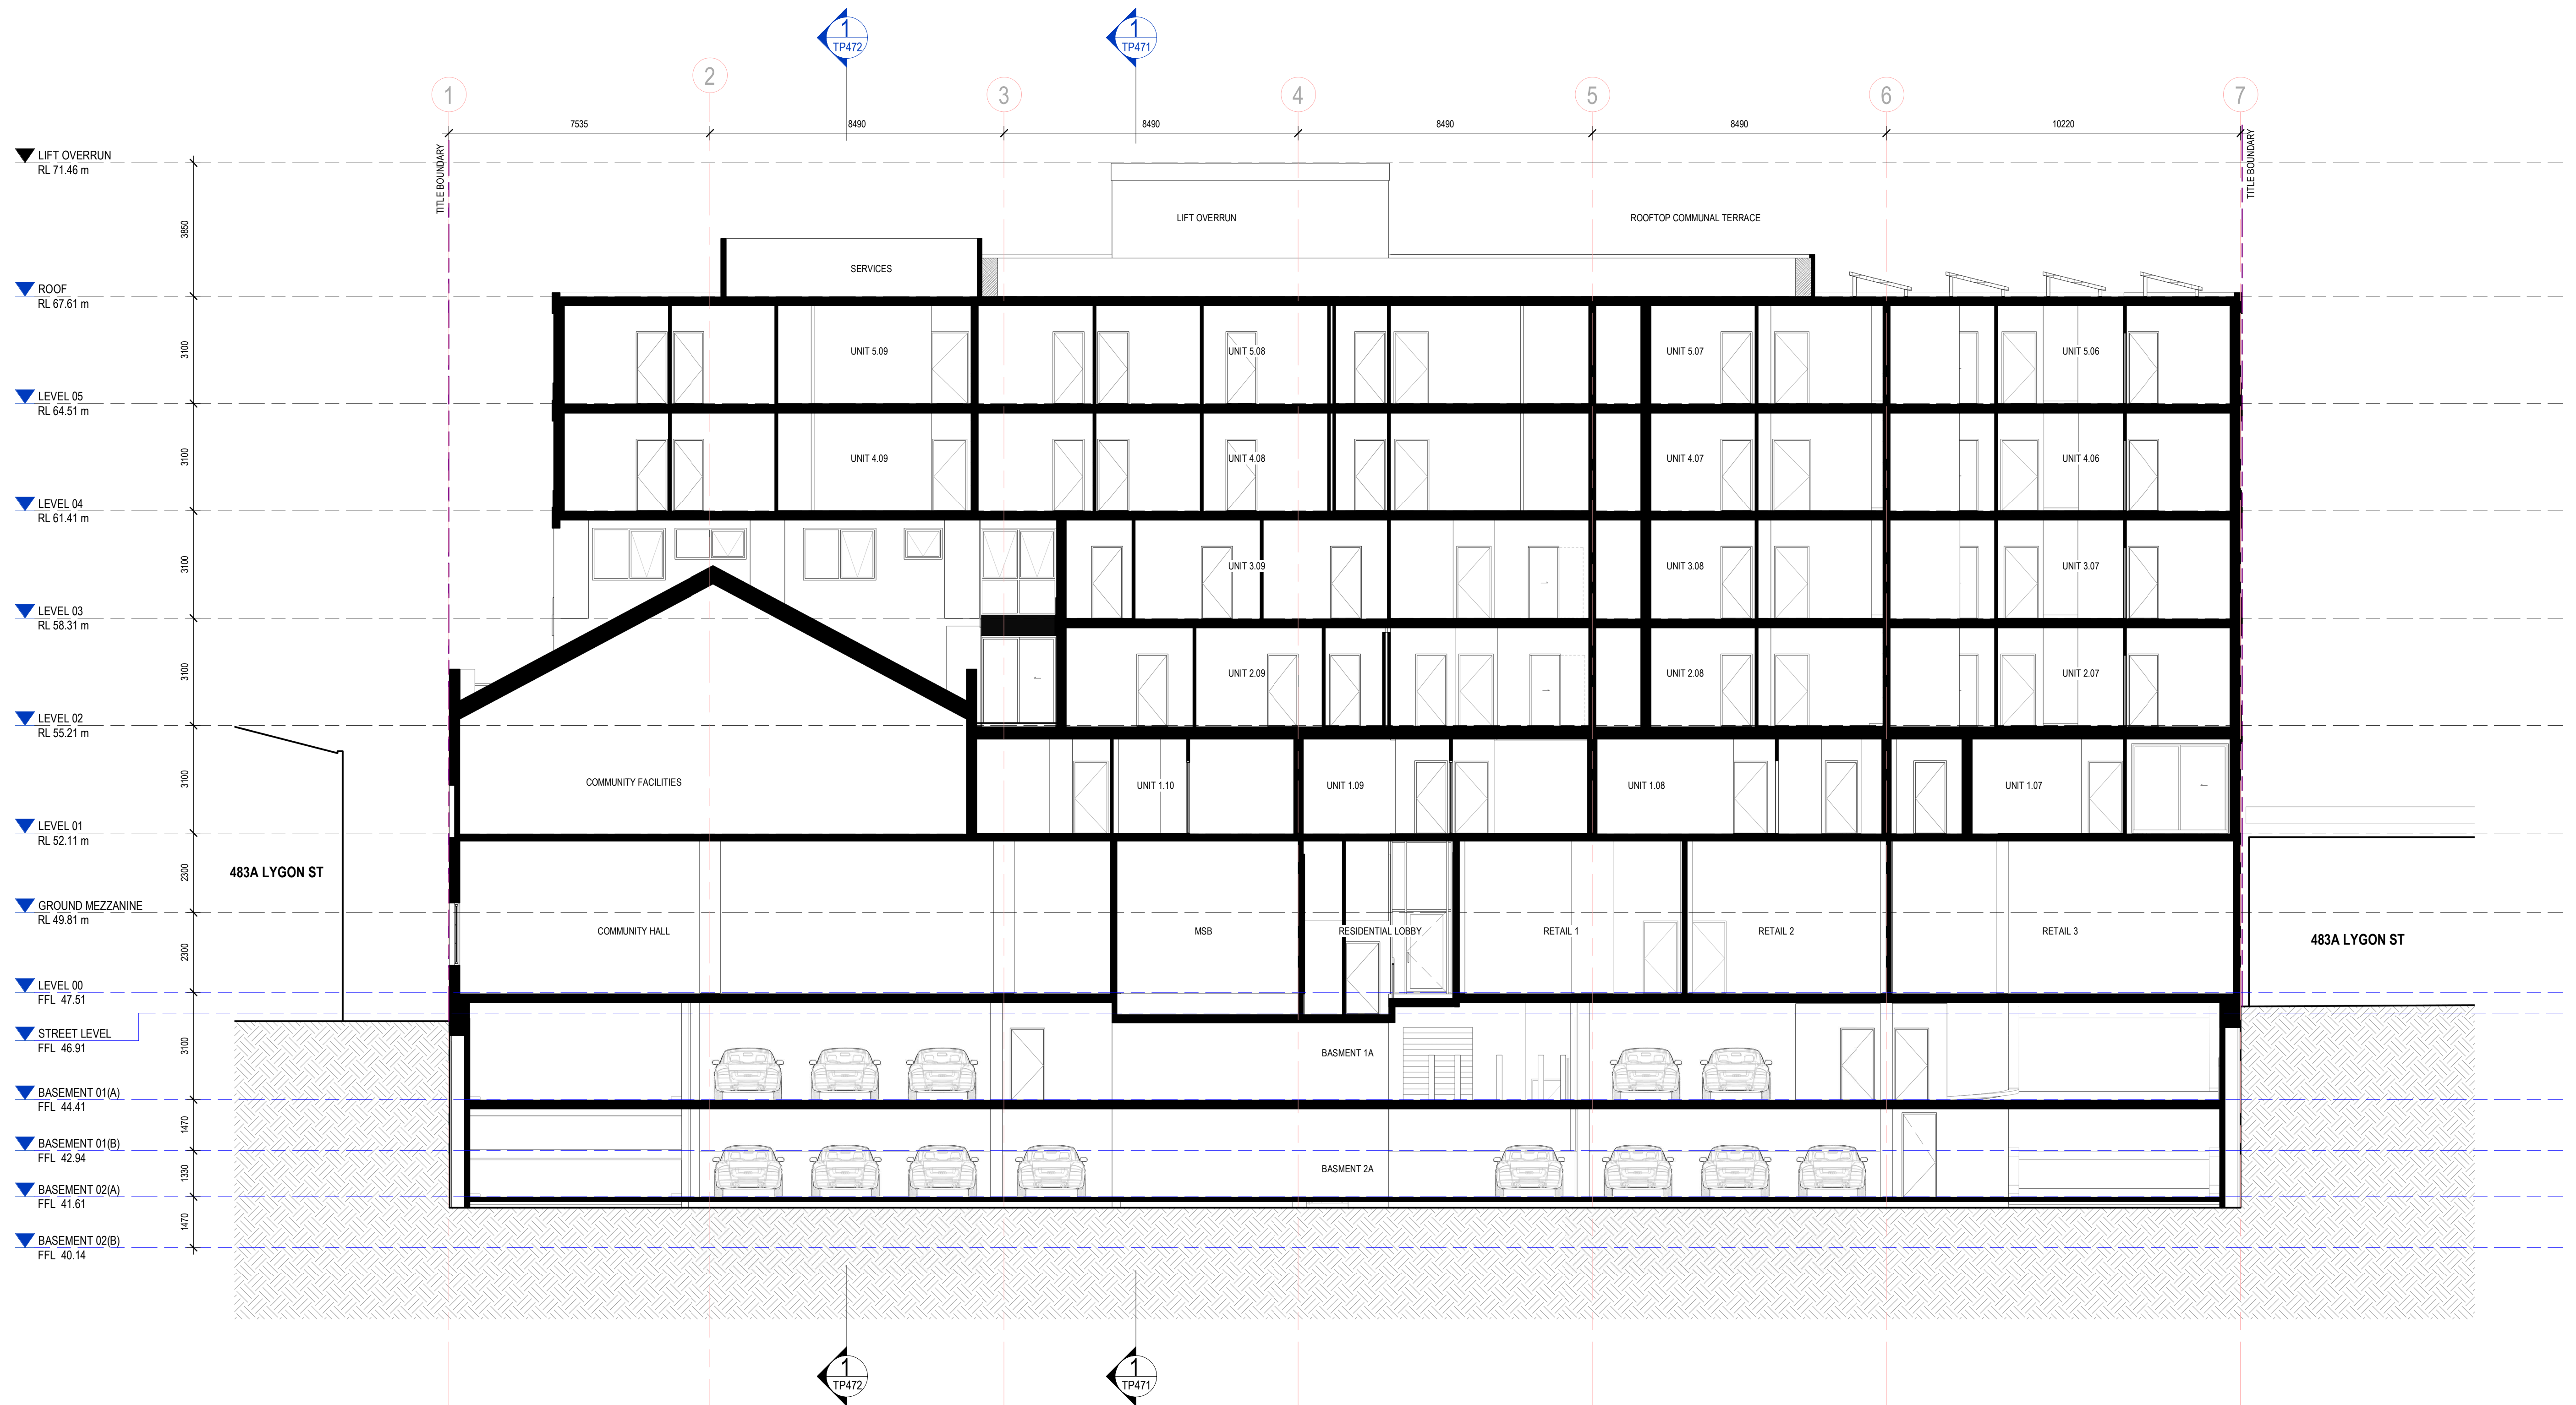 1
TP472
1
TP471
1
2
3
4
5
6
7
7535
8490
8490
8490
8490
10220
TITLE BOUNDARY
TITLE BOUNDARY
LIFT OVERRUN
RL 71.46 m
3850
LIFT OVERRUN
ROOFTOP COMMUNAL TERRACE
SERVICES
ROOF
RL 67.61 m
3100
UNIT 5.09
UNIT 5.08
UNIT 5.07
UNIT 5.06
LEVEL 05
RL 64.51 m
3100
UNIT 4.09
UNIT 4.08
UNIT 4.07
UNIT 4.06
LEVEL 04
RL 61.41 m
3100
UNIT 3.09
UNIT 3.08
UNIT 3.07
LEVEL 03
RL 58.31 m
3100
UNIT 2.09
UNIT 2.08
UNIT 2.07
LEVEL 02
RL 55.21 m
3100
COMMUNITY FACILITIES
UNIT 1.10
UNIT 1.09
UNIT 1.08
UNIT 1.07
LEVEL 01
RL 52.11 m
2300
483A LYGON ST
GROUND MEZZANINE
RL 49.81 m
2300
COMMUNITY HALL
MSB
RESIDENTIAL LOBBY
RETAIL 1
RETAIL 2
RETAIL 3
483A LYGON ST
LEVEL 00
FFL 47.51
STREET LEVEL
FFL 46.91
3100
BASMENT 1A
BASEMENT 01(A)
FFL 44.41
1470
BASEMENT 01(B)
FFL 42.94
1330
BASMENT 2A
BASEMENT 02(A)
FFL 41.61
1470
BASEMENT 02(B)
FFL 40.14
1
TP472
1
TP471